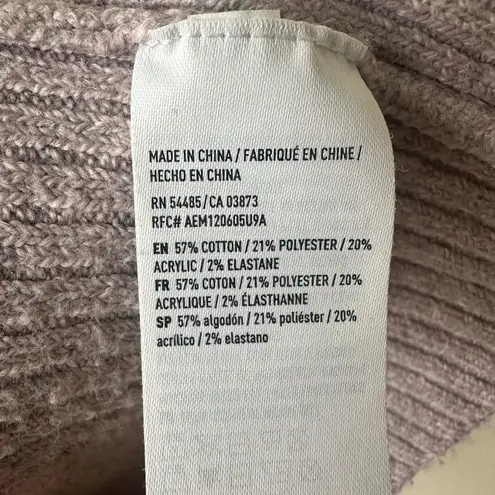 MADE IN CHINA / FABRIQUÉ EN CHINE /
HECHO EN CHINA
RN 54485/CA 03873
RFC# AEM120605U9A
EN 57% COTTON / 21% POLYESTER / 20%
ACRYLIC / 2% ELASTANE
FR 57% COTON / 21% POLYESTER / 20%
ACRYLIQUE / 2% ÉLASTHANNE
SP 57% algodón / 21% poliéster / 20%
acrílico / 2% elastano